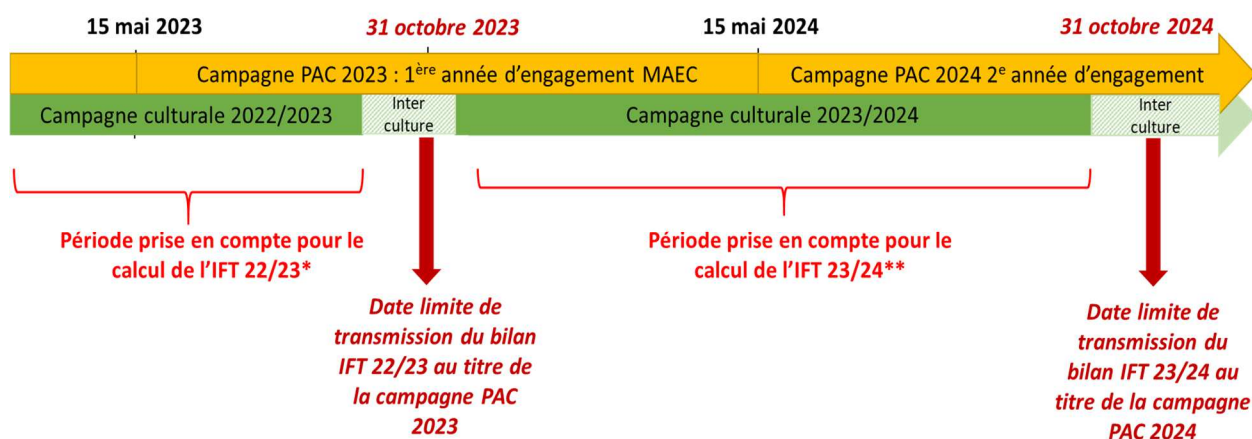 15 mai 2023
31 octobre 2023
15 mai 2024
31 octobre 2024
Campagne PAC 2023 : 1ère année d’engagement MAEC
Campagne PAC 2024 2e année d’engagement
Campagne culturale 2022/2023
Inter
culture
Campagne culturale 2023/2024
Inter
culture
Période prise en compte pour le
calcul de l’IFT 22/23*
Période prise en compte pour le
calcul de l’IFT 23/24**
Date limite de
transmission du bilan
IFT 22/23 au titre de
la campagne PAC
2023
Date limite de
transmission du
bilan IFT 23/24 au
titre de la campagne
PAC 2024